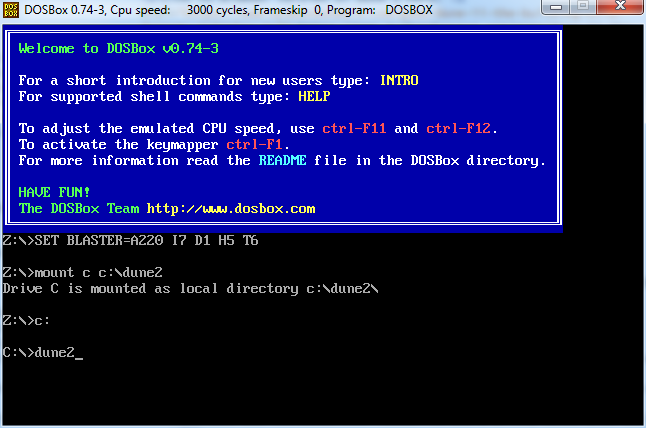 DOS
BOX
DOSBox 0.74-3, Cpu speed: 3000 cycles, Frameskip 0, Program: DOSBOX
Welcome to DOSBox v0.74-3
For a short introduction for new users type: INTRO
For supported shell commands type: HELP
To adjust the emulated CPU speed, use ctrl-F11 and ctrl-F12.
To activate the keymapper ctrl-F1.
For more information read the README file in the DOSBox directory.
HAVE FUN!
The DOSBox Team http://www.dosbox.com
Z:\>SET BLASTER=A220 I7 D1 H5 T6
Z:\>mount c c:\dune2
Drive C is mounted as local directory c:\dune2\
Z:\>c:
C:\>dune2_